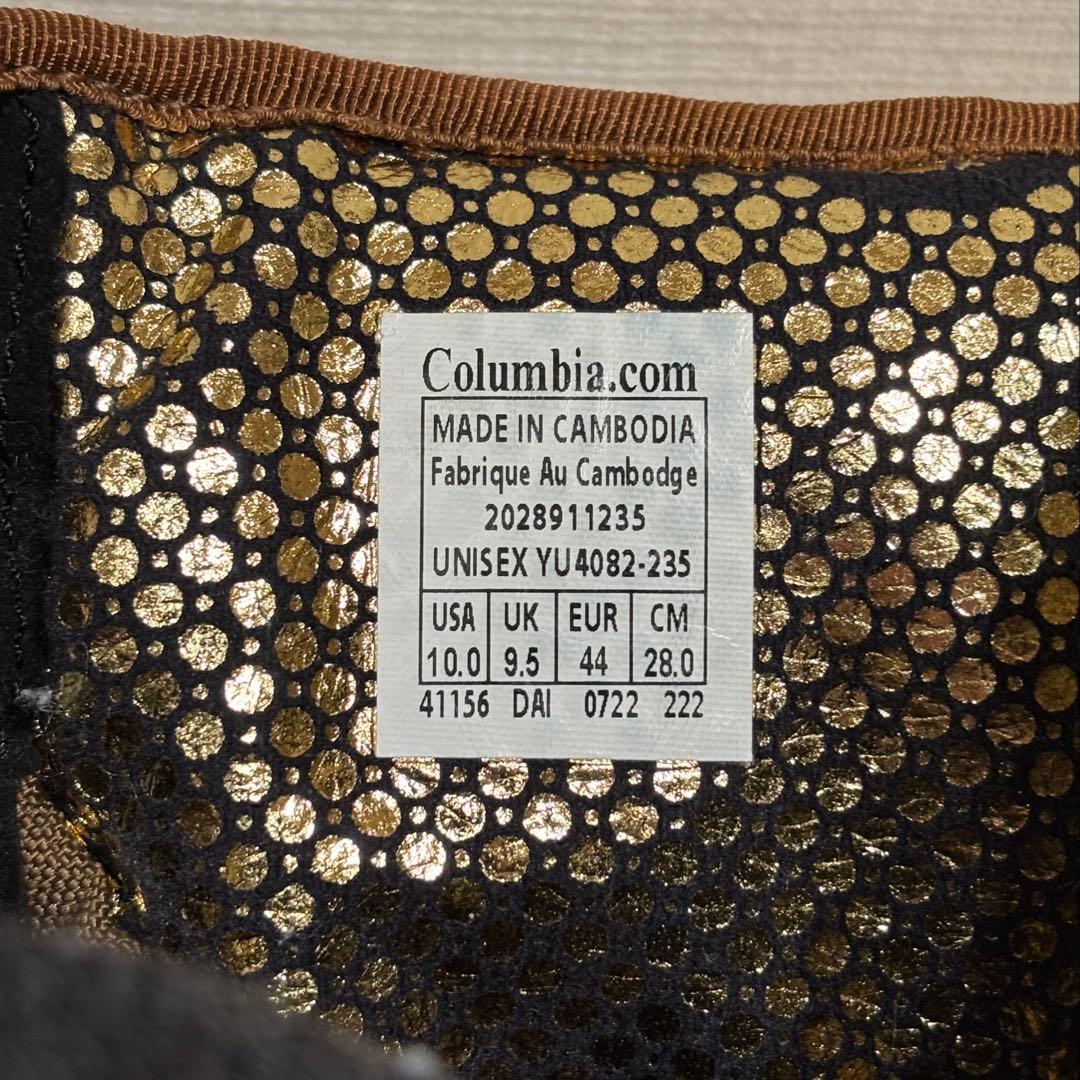 Columbia.com
MADE IN CAMBODIA
Fabrique Au Cambodge
2028911235
UNISEX YU4082-235
USA UK EUR CM
10.0 9.5 44 28.0
41156 DAI 0722 222